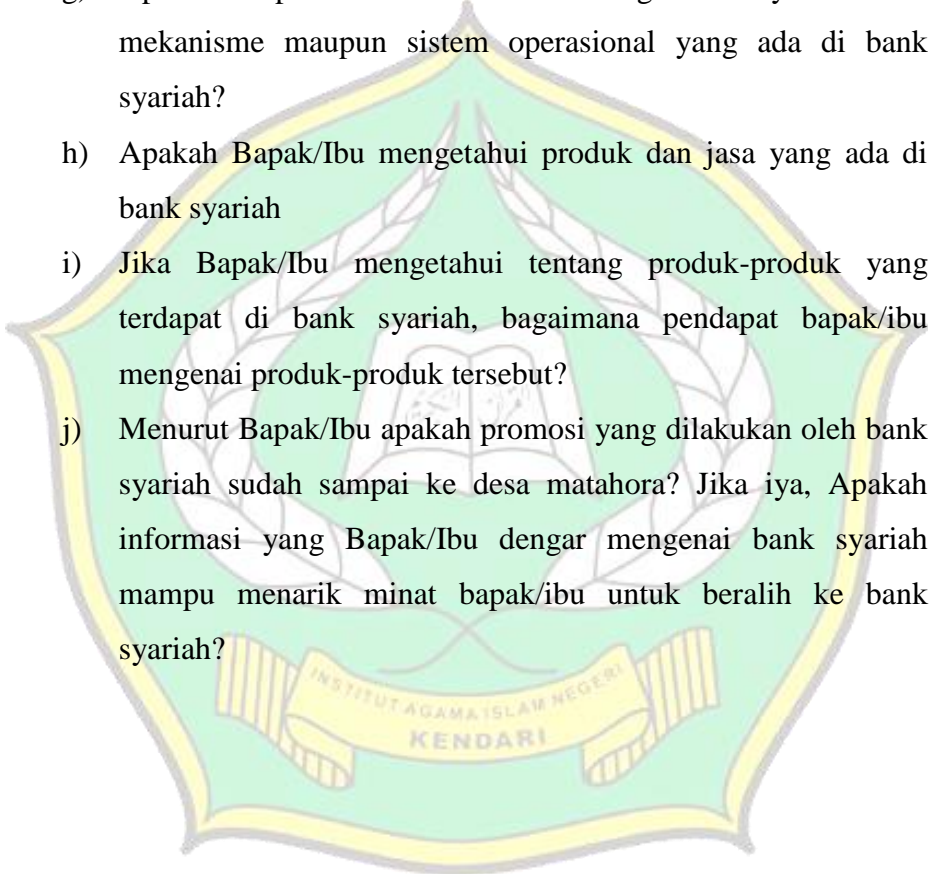 mekanisme maupun sistem operasional yang ada di bank
syariah?
h) Apakah Bapak/Ibu mengetahui produk dan jasa yang ada di
bank syariah
i) Jika Bapak/Ibu mengetahui tentang produk-produk yang
terdapat di bank syariah, bagaimana pendapat bapak/ibu
mengenai produk-produk tersebut?
j) Menurut Bapak/Ibu apakah promosi yang dilakukan oleh bank
syariah sudah sampai ke desa matahora? Jika iya, Apakah
informasi yang Bapak/Ibu dengar mengenai bank syariah
mampu menarik minat bapak/ibu untuk beralih ke bank
syariah?
INSTITUT AGAMA ISLAM NEGERI
KENDARI